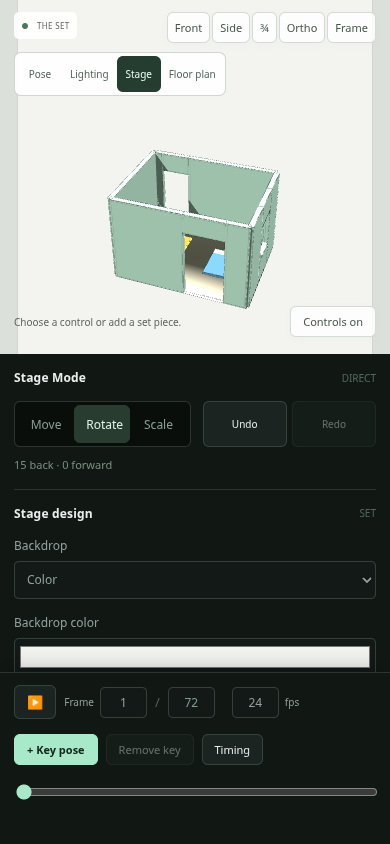 THE SET
Front Side ¾ Ortho Frame
Pose Lighting Stage Floor plan
Choose a control or add a set piece.
Controls on
Stage Mode DIRECT
Move Rotate Scale Undo Redo
15 back · 0 forward
Stage design SET
Backdrop
Color
Backdrop color
Frame 1 / 72 24 fps
+ Key pose Remove key Timing